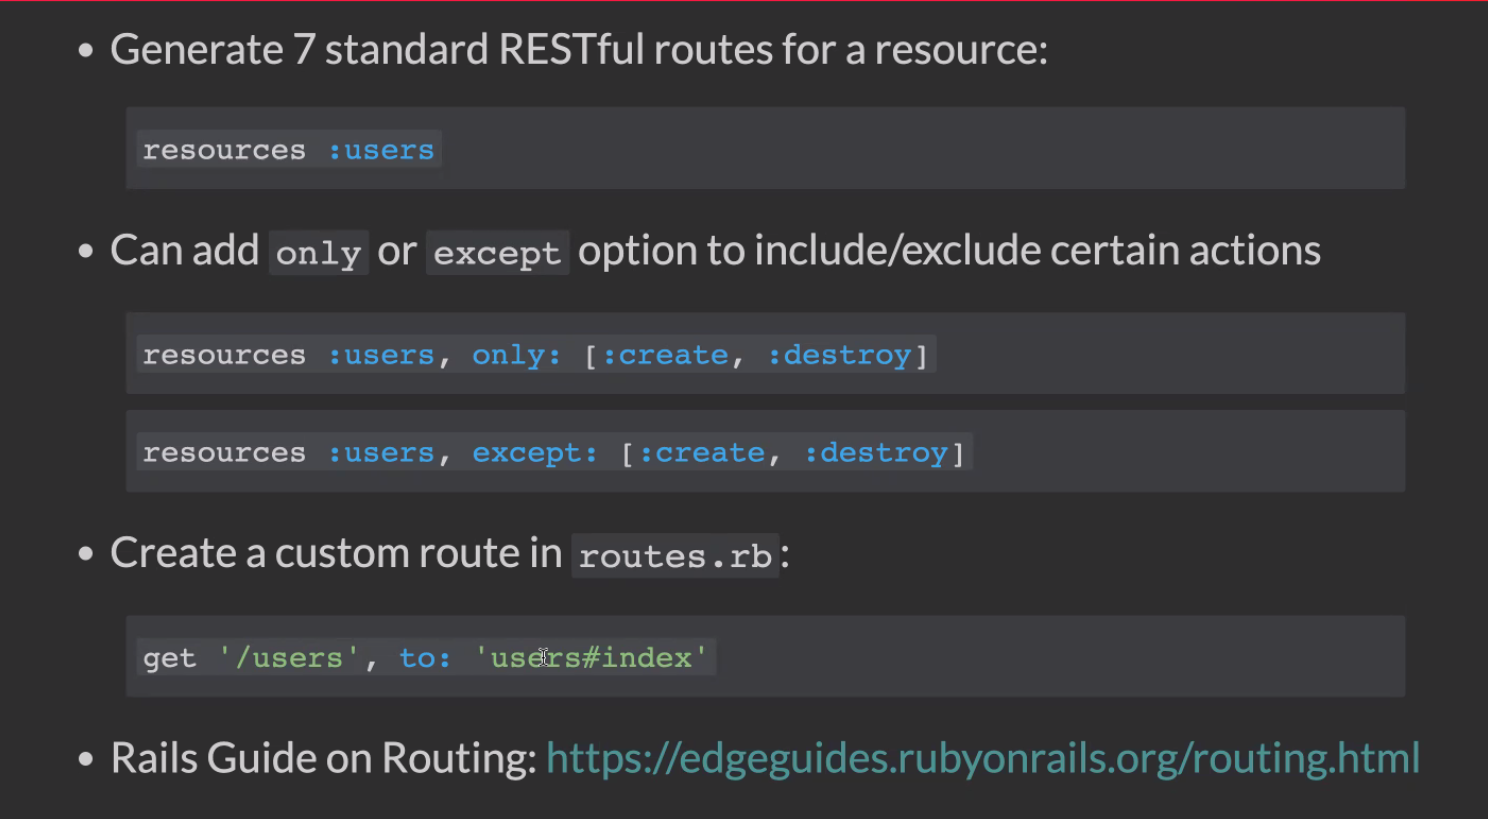 Generate 7 standard RESTful routes for a resource:
resources :users
Can add only or except option to include/exclude certain actions
resources :users, only: [:create, :destroy]
resources :users, except: [:create, :destroy]
Create a custom route in routes.rb:
get '/users', to: 'users#index'
Rails Guide on Routing: https://edgeguides.rubyonrails.org/routing.html